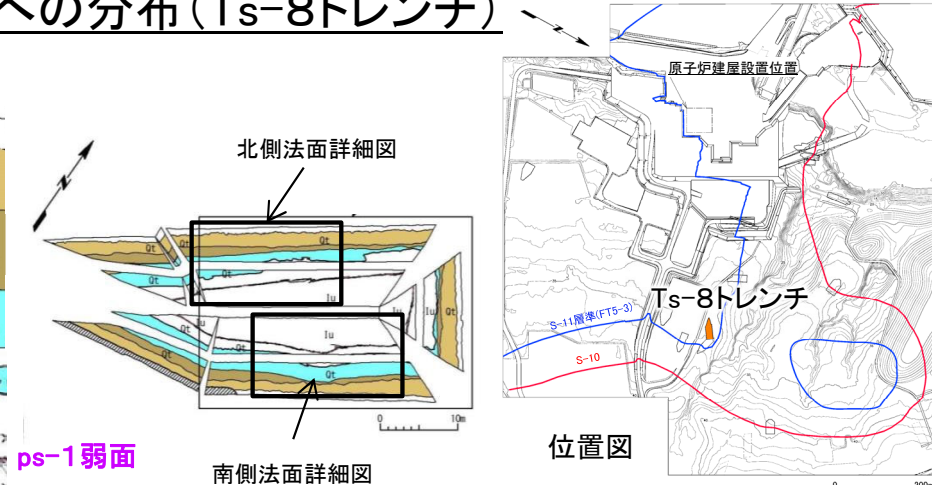 への分布(Ts-8トレンチ)
原子炉建屋設置位置
北側法面詳細図
N
Qt
Qt
Qt
Qt
Qt
Qt
Iu
Iu
Iu
Iu
Qt
Qt
Qt
Qt
Ts-8トレンチ
S-11層準(FT5-3)
S-10
0 10m
ps-1弱面
位置図
南側法面詳細図